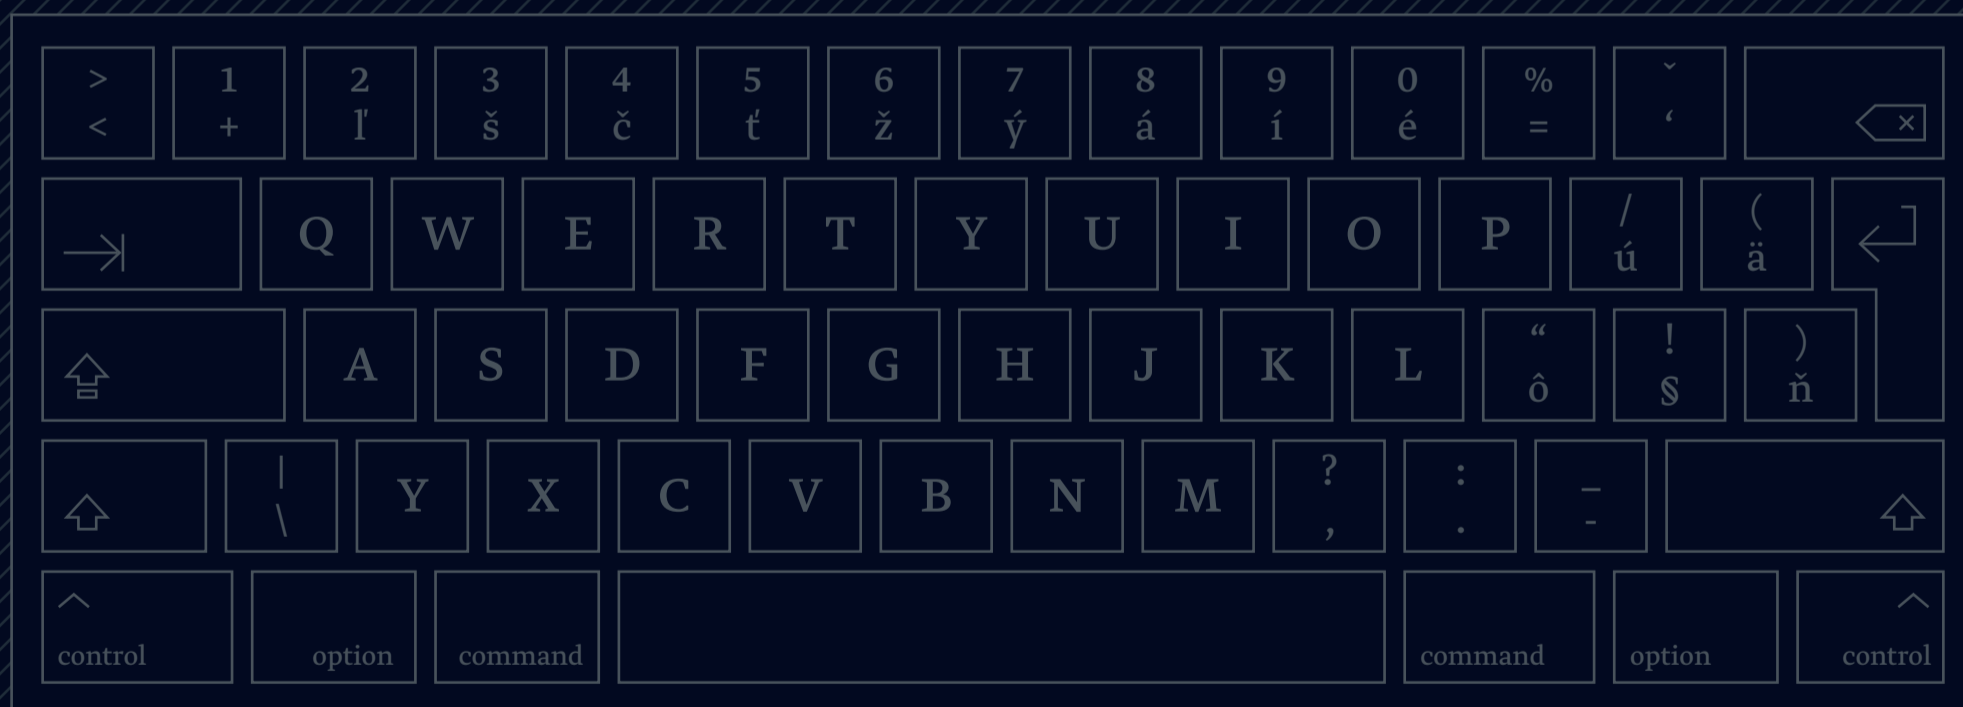 > 1 2 3 4 5 6 7 8 9 0 % ˇ
< + ľ š č ť ž ý á í é = ‘
Q W E R T Y U I O P / (
ú ä
A S D F G H J K L “ ! )
ô § ň
| Y X C V B N M ? : _
\ , . -
control option command command option control